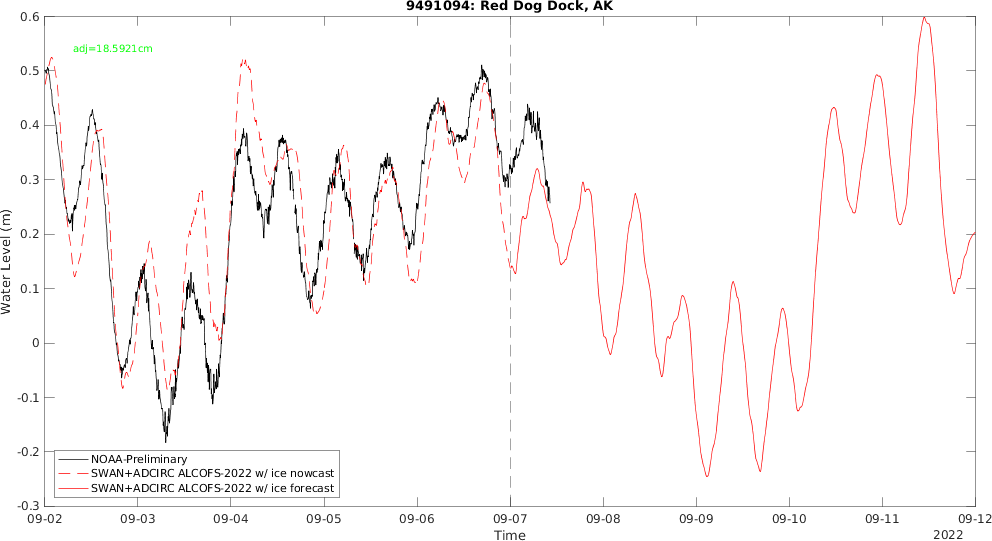 9491094: Red Dog Dock, AK
adj=18.5921cm
Water Level (m)
0.6
0.5
0.4
0.3
0.2
0.1
0
-0.1
-0.2
-0.3
NOAA-Preliminary
SWAN+ADCIRC ALCOFS-2022 w/ ice nowcast
SWAN+ADCIRC ALCOFS-2022 w/ ice forecast
09-02 09-03 09-04 09-05 09-06 09-07 09-08 09-09 09-10 09-11 09-12
Time
2022